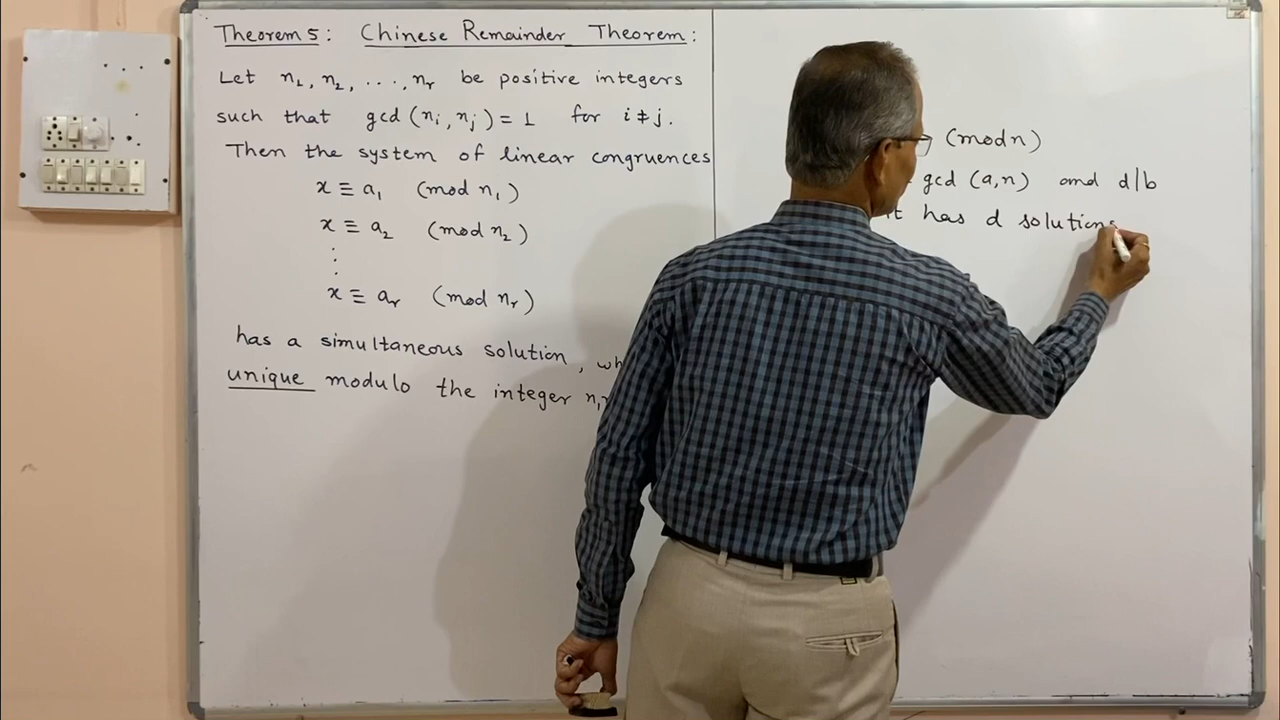 Theorem 5: Chinese Remainder Theorem:
Let n₁, n₂, ..., nᵣ be positive integers
such that gcd (nᵢ, nⱼ) = 1 for i ≠ j.
Then the system of linear congruences
x ≡ a₁ (mod n₁)
x ≡ a₂ (mod n₂)
⋮
x ≡ aᵣ (mod nᵣ)
has a simultaneous solution,
unique modulo the integer n₁
(mod n)
gcd (a,n) and d|b
has d solutions